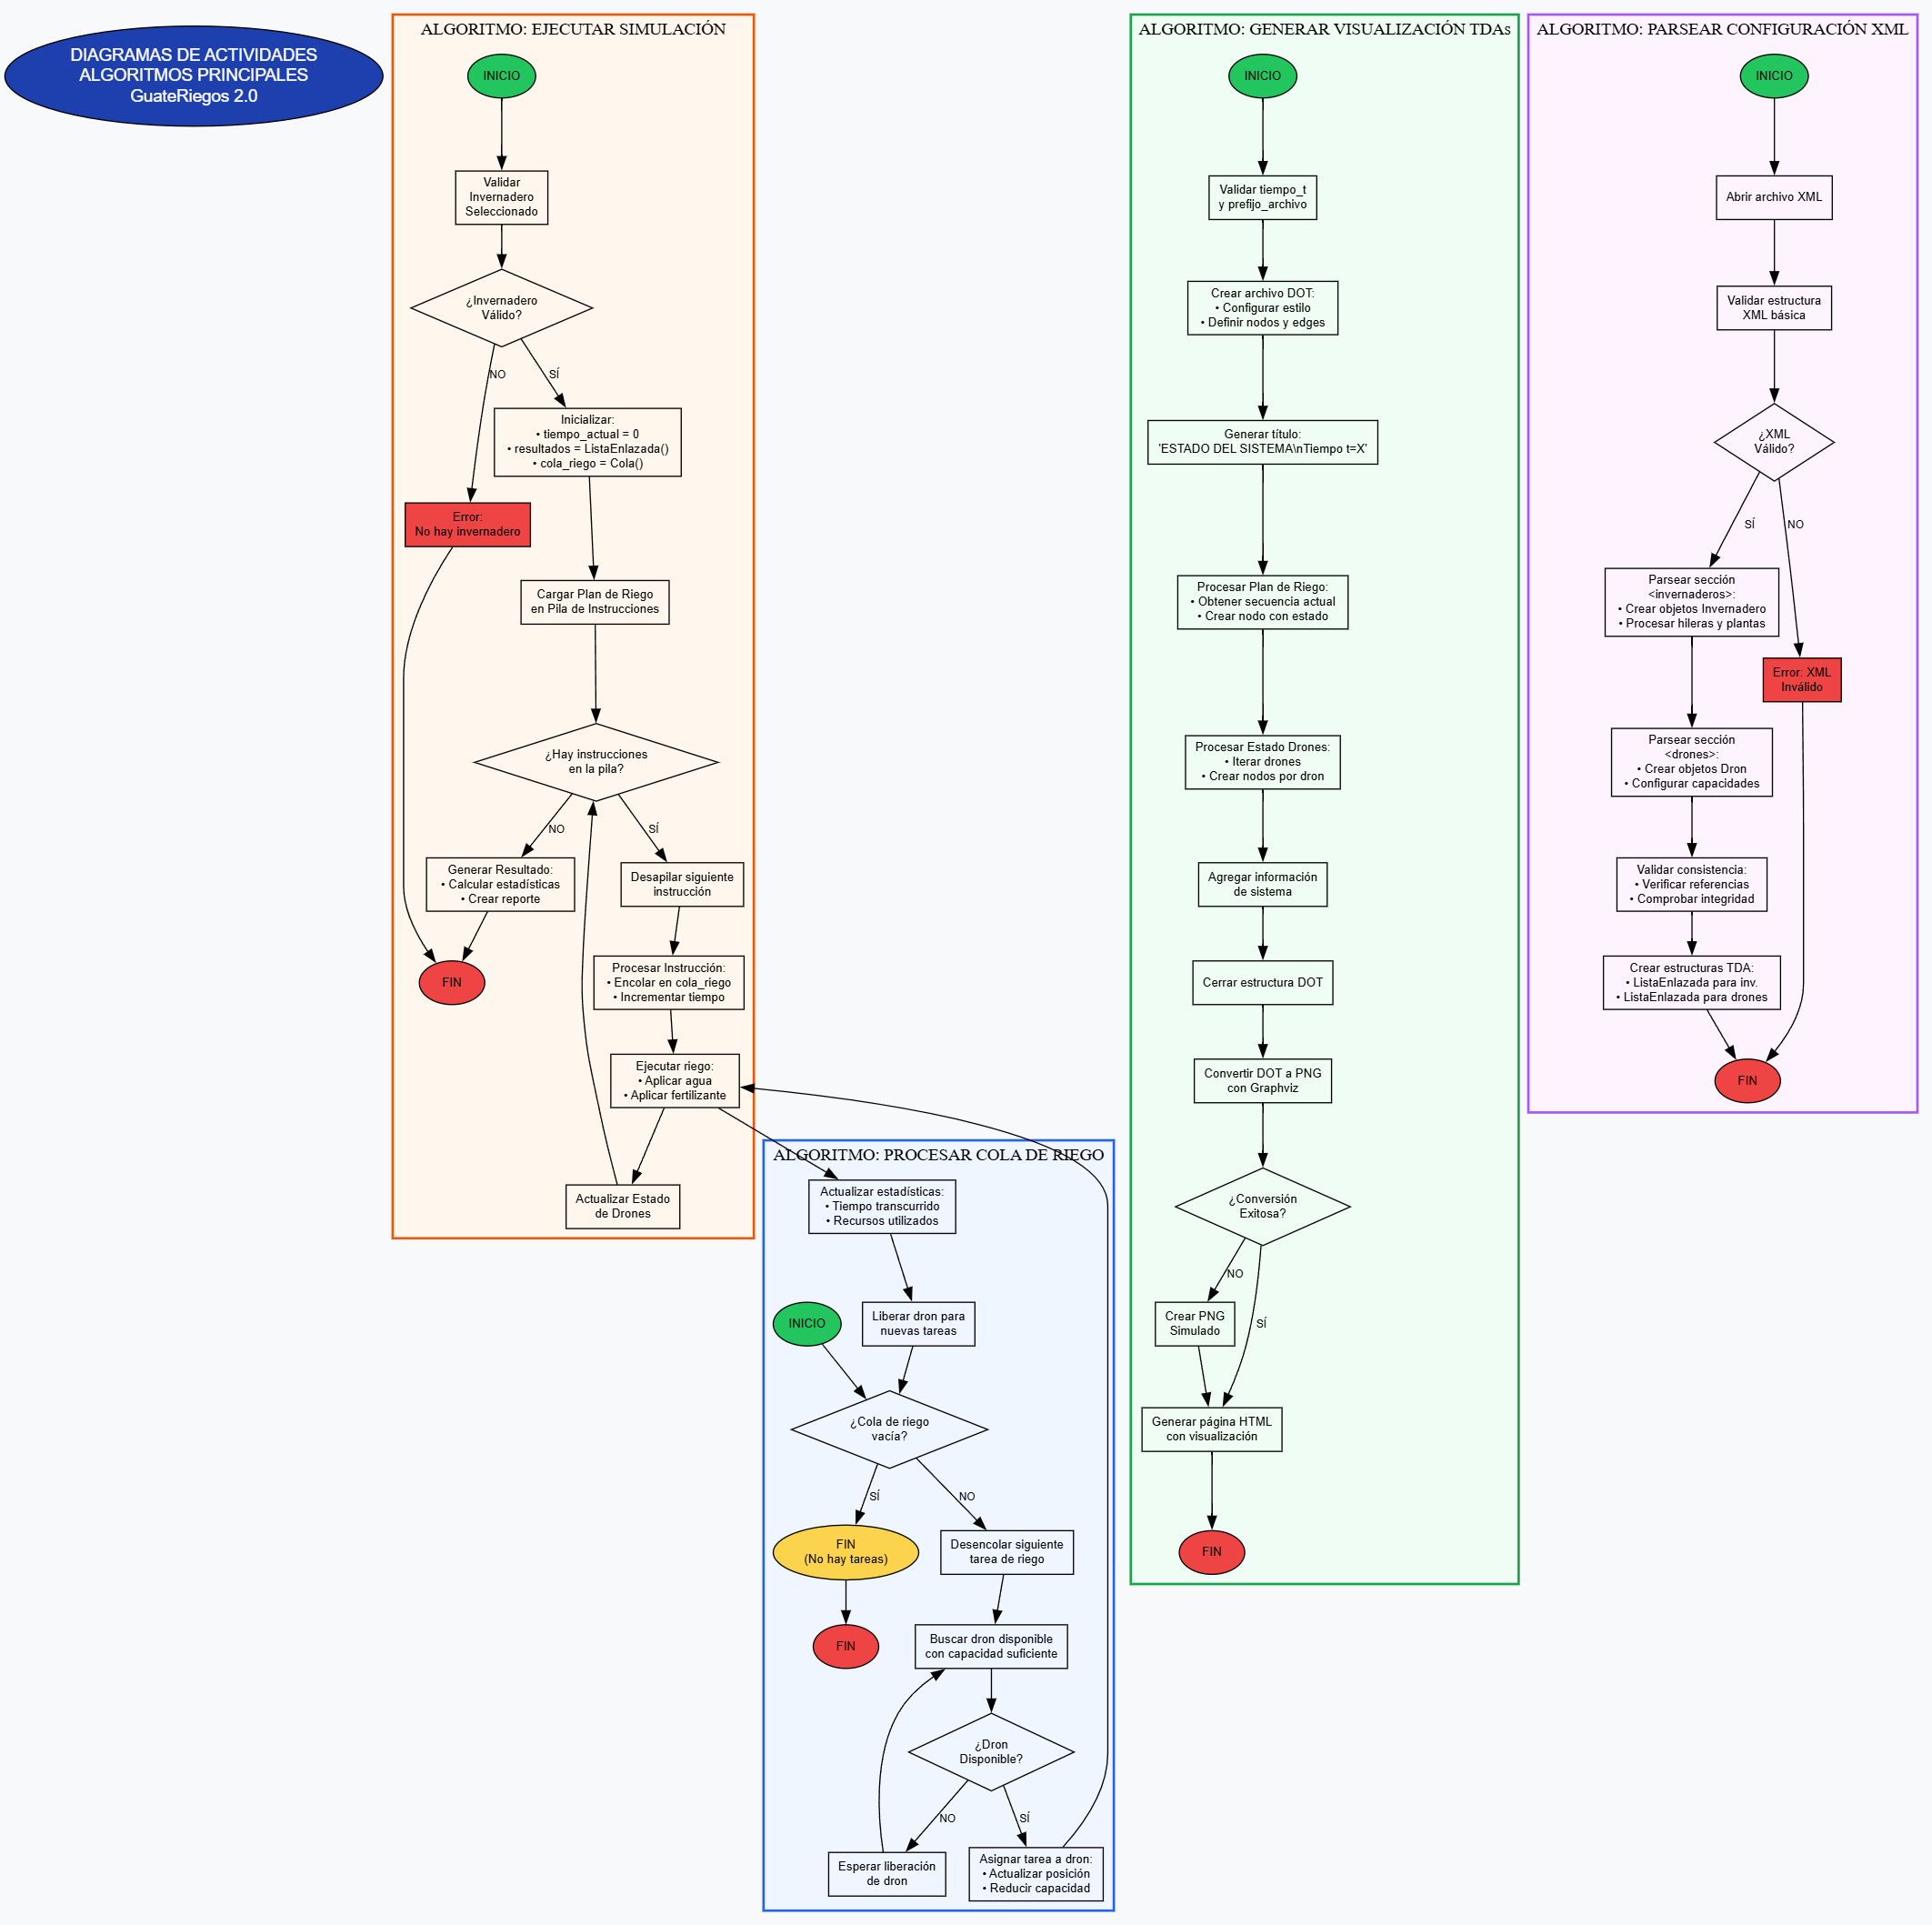 DIAGRAMAS DE ACTIVIDADES
ALGORITMOS PRINCIPALES
GuateRiegos 2.0
ALGORITMO: EJECUTAR SIMULACIÓN
INICIO
Validar
Invernadero
Seleccionado
¿Invernadero
Válido?
NO
SÍ
Inicializar:
• tiempo_actual = 0
• resultados = ListaEnlazada()
• cola_riego = Cola()
Error:
No hay invernadero
Cargar Plan de Riego
en Pila de Instrucciones
¿Hay instrucciones
en la pila?
NO
SÍ
Generar Resultado:
• Calcular estadísticas
• Crear reporte
Desapilar siguiente
instrucción
FIN
Procesar Instrucción:
• Encolar en cola_riego
• Incrementar tiempo
Ejecutar riego:
• Aplicar agua
• Aplicar fertilizante
Actualizar Estado
de Drones
ALGORITMO: PROCESAR COLA DE RIEGO
Actualizar estadísticas:
• Tiempo transcurrido
• Recursos utilizados
INICIO
Liberar dron para
nuevas tareas
¿Cola de riego
vacía?
SÍ
NO
FIN
(No hay tareas)
Desencolar siguiente
tarea de riego
FIN
Buscar dron disponible
con capacidad suficiente
¿Dron
Disponible?
NO
SÍ
Esperar liberación
de dron
Asignar tarea a dron:
• Actualizar posición
• Reducir capacidad
ALGORITMO: GENERAR VISUALIZACIÓN TDAs
INICIO
Validar tiempo_t
y prefijo_archivo
Crear archivo DOT:
• Configurar estilo
• Definir nodos y edges
Generar título:
'ESTADO DEL SISTEMA\nTiempo t=X'
Procesar Plan de Riego:
• Obtener secuencia actual
• Crear nodo con estado
Procesar Estado Drones:
• Iterar drones
• Crear nodos por dron
Agregar información
de sistema
Cerrar estructura DOT
Convertir DOT a PNG
con Graphviz
¿Conversión
Exitosa?
NO
SÍ
Crear PNG
Simulado
Generar página HTML
con visualización
FIN
ALGORITMO: PARSEAR CONFIGURACIÓN XML
INICIO
Abrir archivo XML
Validar estructura
XML básica
¿XML
Válido?
SÍ
NO
Parsear sección
<invernaderos>:
• Crear objetos Invernadero
• Procesar hileras y plantas
Error: XML
Inválido
Parsear sección
<drones>:
• Crear objetos Dron
• Configurar capacidades
Validar consistencia:
• Verificar referencias
• Comprobar integridad
Crear estructuras TDA:
• ListaEnlazada para inv.
• ListaEnlazada para drones
FIN